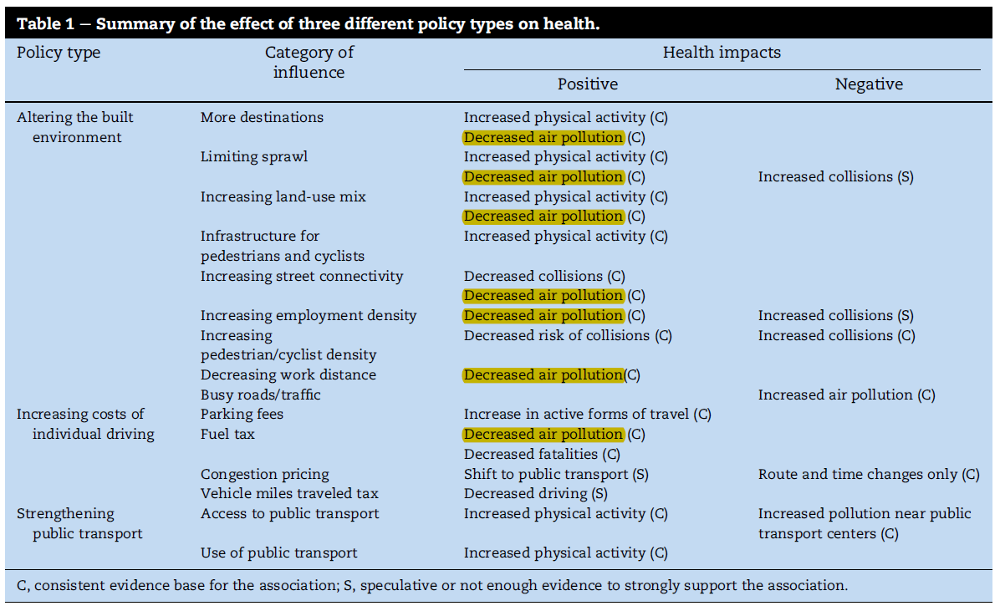 Table 1 — Summary of the effect of three different policy types on health.
Policy type Category of influence Health impacts
Positive Negative
Altering the built environment More destinations Increased physical activity (C)
Decreased air pollution (C)
Limiting sprawl Increased physical activity (C)
Decreased air pollution (C) Increased collisions (S)
Increasing land-use mix Increased physical activity (C)
Decreased air pollution (C)
Infrastructure for Increased physical activity (C)
pedestrians and cyclists
Increasing street connectivity Decreased collisions (C)
Decreased air pollution (C)
Increasing employment density Decreased air pollution (C) Increased collisions (S)
Increasing Decreased risk of collisions (C) Increased collisions (C)
pedestrian/cyclist density
Decreasing work distance Decreased air pollution(C)
Busy roads/traffic Increased air pollution (C)
Increasing costs of Parking fees Increase in active forms of travel (C)
individual driving Fuel tax Decreased air pollution (C)
Decreased fatalities (C)
Congestion pricing Shift to public transport (S) Route and time changes only (C)
Vehicle miles traveled tax Decreased driving (S)
Strengthening Access to public transport Increased physical activity (C) Increased pollution near public
public transport transport centers (C)
Use of public transport Increased physical activity (C)
C, consistent evidence base for the association; S, speculative or not enough evidence to strongly support the association.